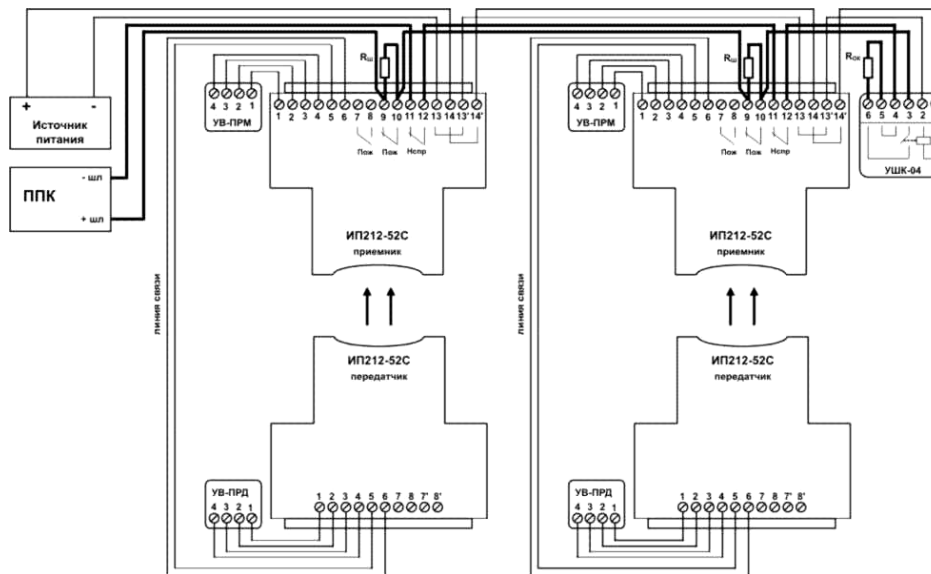 + -
Источник
питания
ППК
- ШЛ
+ ШЛ
4 3 2 1
УВ-ПРМ
Rш
1 2 3 4 5 6 7 8 9 10 11 12 13 14 13' 14'
Пож Пож Нспр
ИП212-52С
приемник
линия связи
ИП212-52С
передатчик
УВ-ПРД
4 3 2 1
1 2 3 4 5 6 7 8 7' 8'
4 3 2 1
УВ-ПРМ
Rш
1 2 3 4 5 6 7 8 9 10 11 12 13 14 13' 14'
Пож Пож Нспр
Rок
6 5 4 3 2
УШК-04
ИП212-52С
приемник
линия связи
ИП212-52С
передатчик
УВ-ПРД
4 3 2 1
1 2 3 4 5 6 7 8 7' 8'